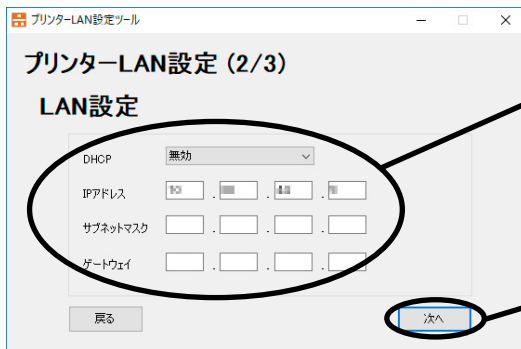 プリンターLAN設定ツール
プリンターLAN設定 (2/3)
LAN設定
DHCP 無効
IPアドレス . . .
サブネットマスク . . .
ゲートウェイ . . .
戻る 次へ